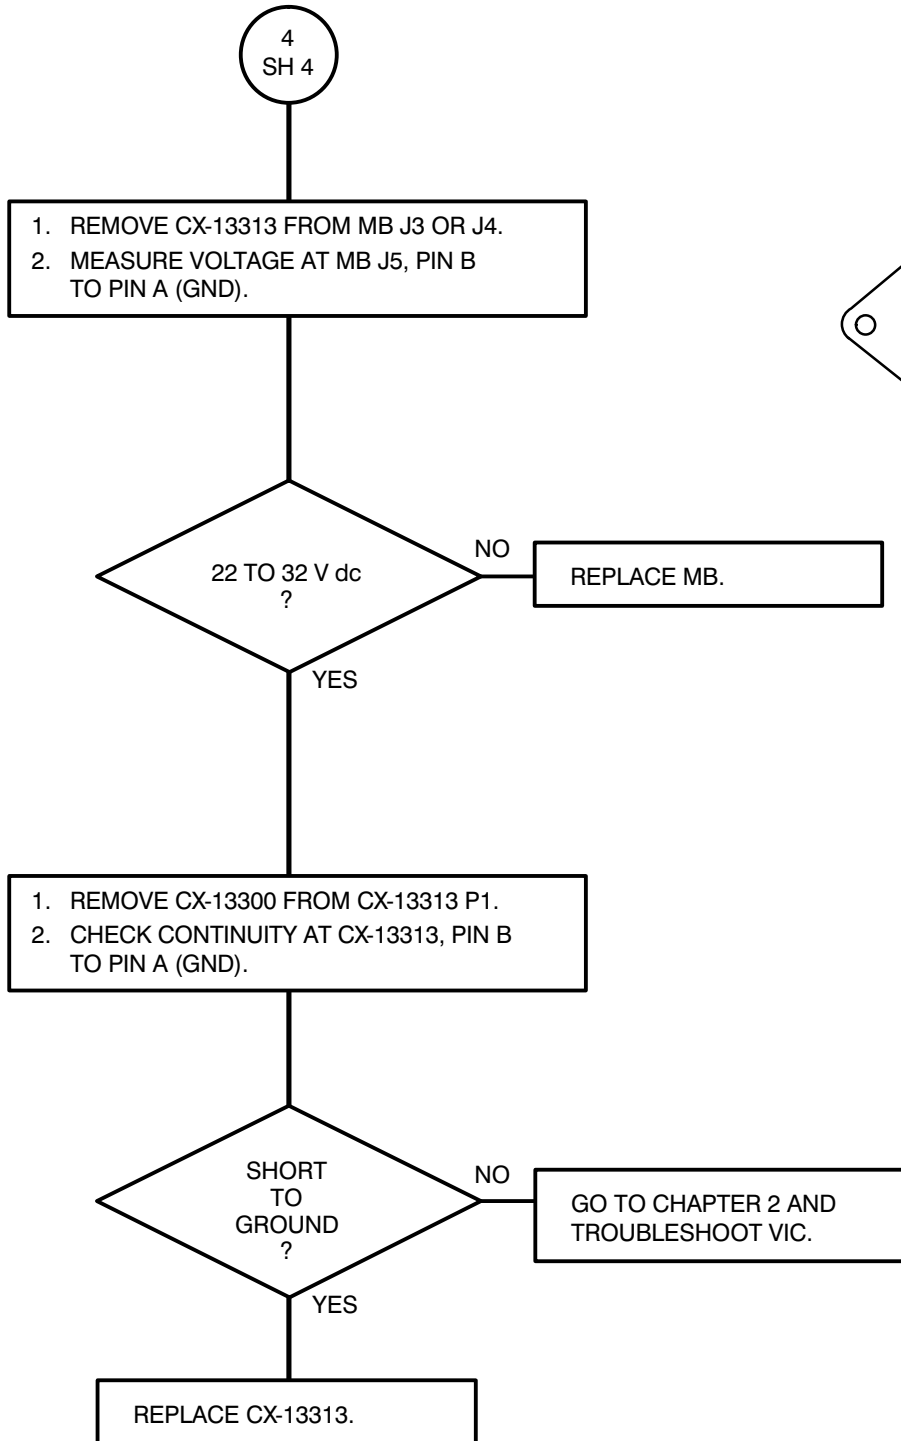 4
SH 4
1. REMOVE CX-13313 FROM MB J3 OR J4.
2. MEASURE VOLTAGE AT MB J5, PIN B
TO PIN A (GND).
22 TO 32 V dc
?
NO
REPLACE MB.
YES
1. REMOVE CX-13300 FROM CX-13313 P1.
2. CHECK CONTINUITY AT CX-13313, PIN B
TO PIN A (GND).
SHORT
TO
GROUND
?
NO
GO TO CHAPTER 2 AND
TROUBLESHOOT VIC.
YES
REPLACE CX-13313.